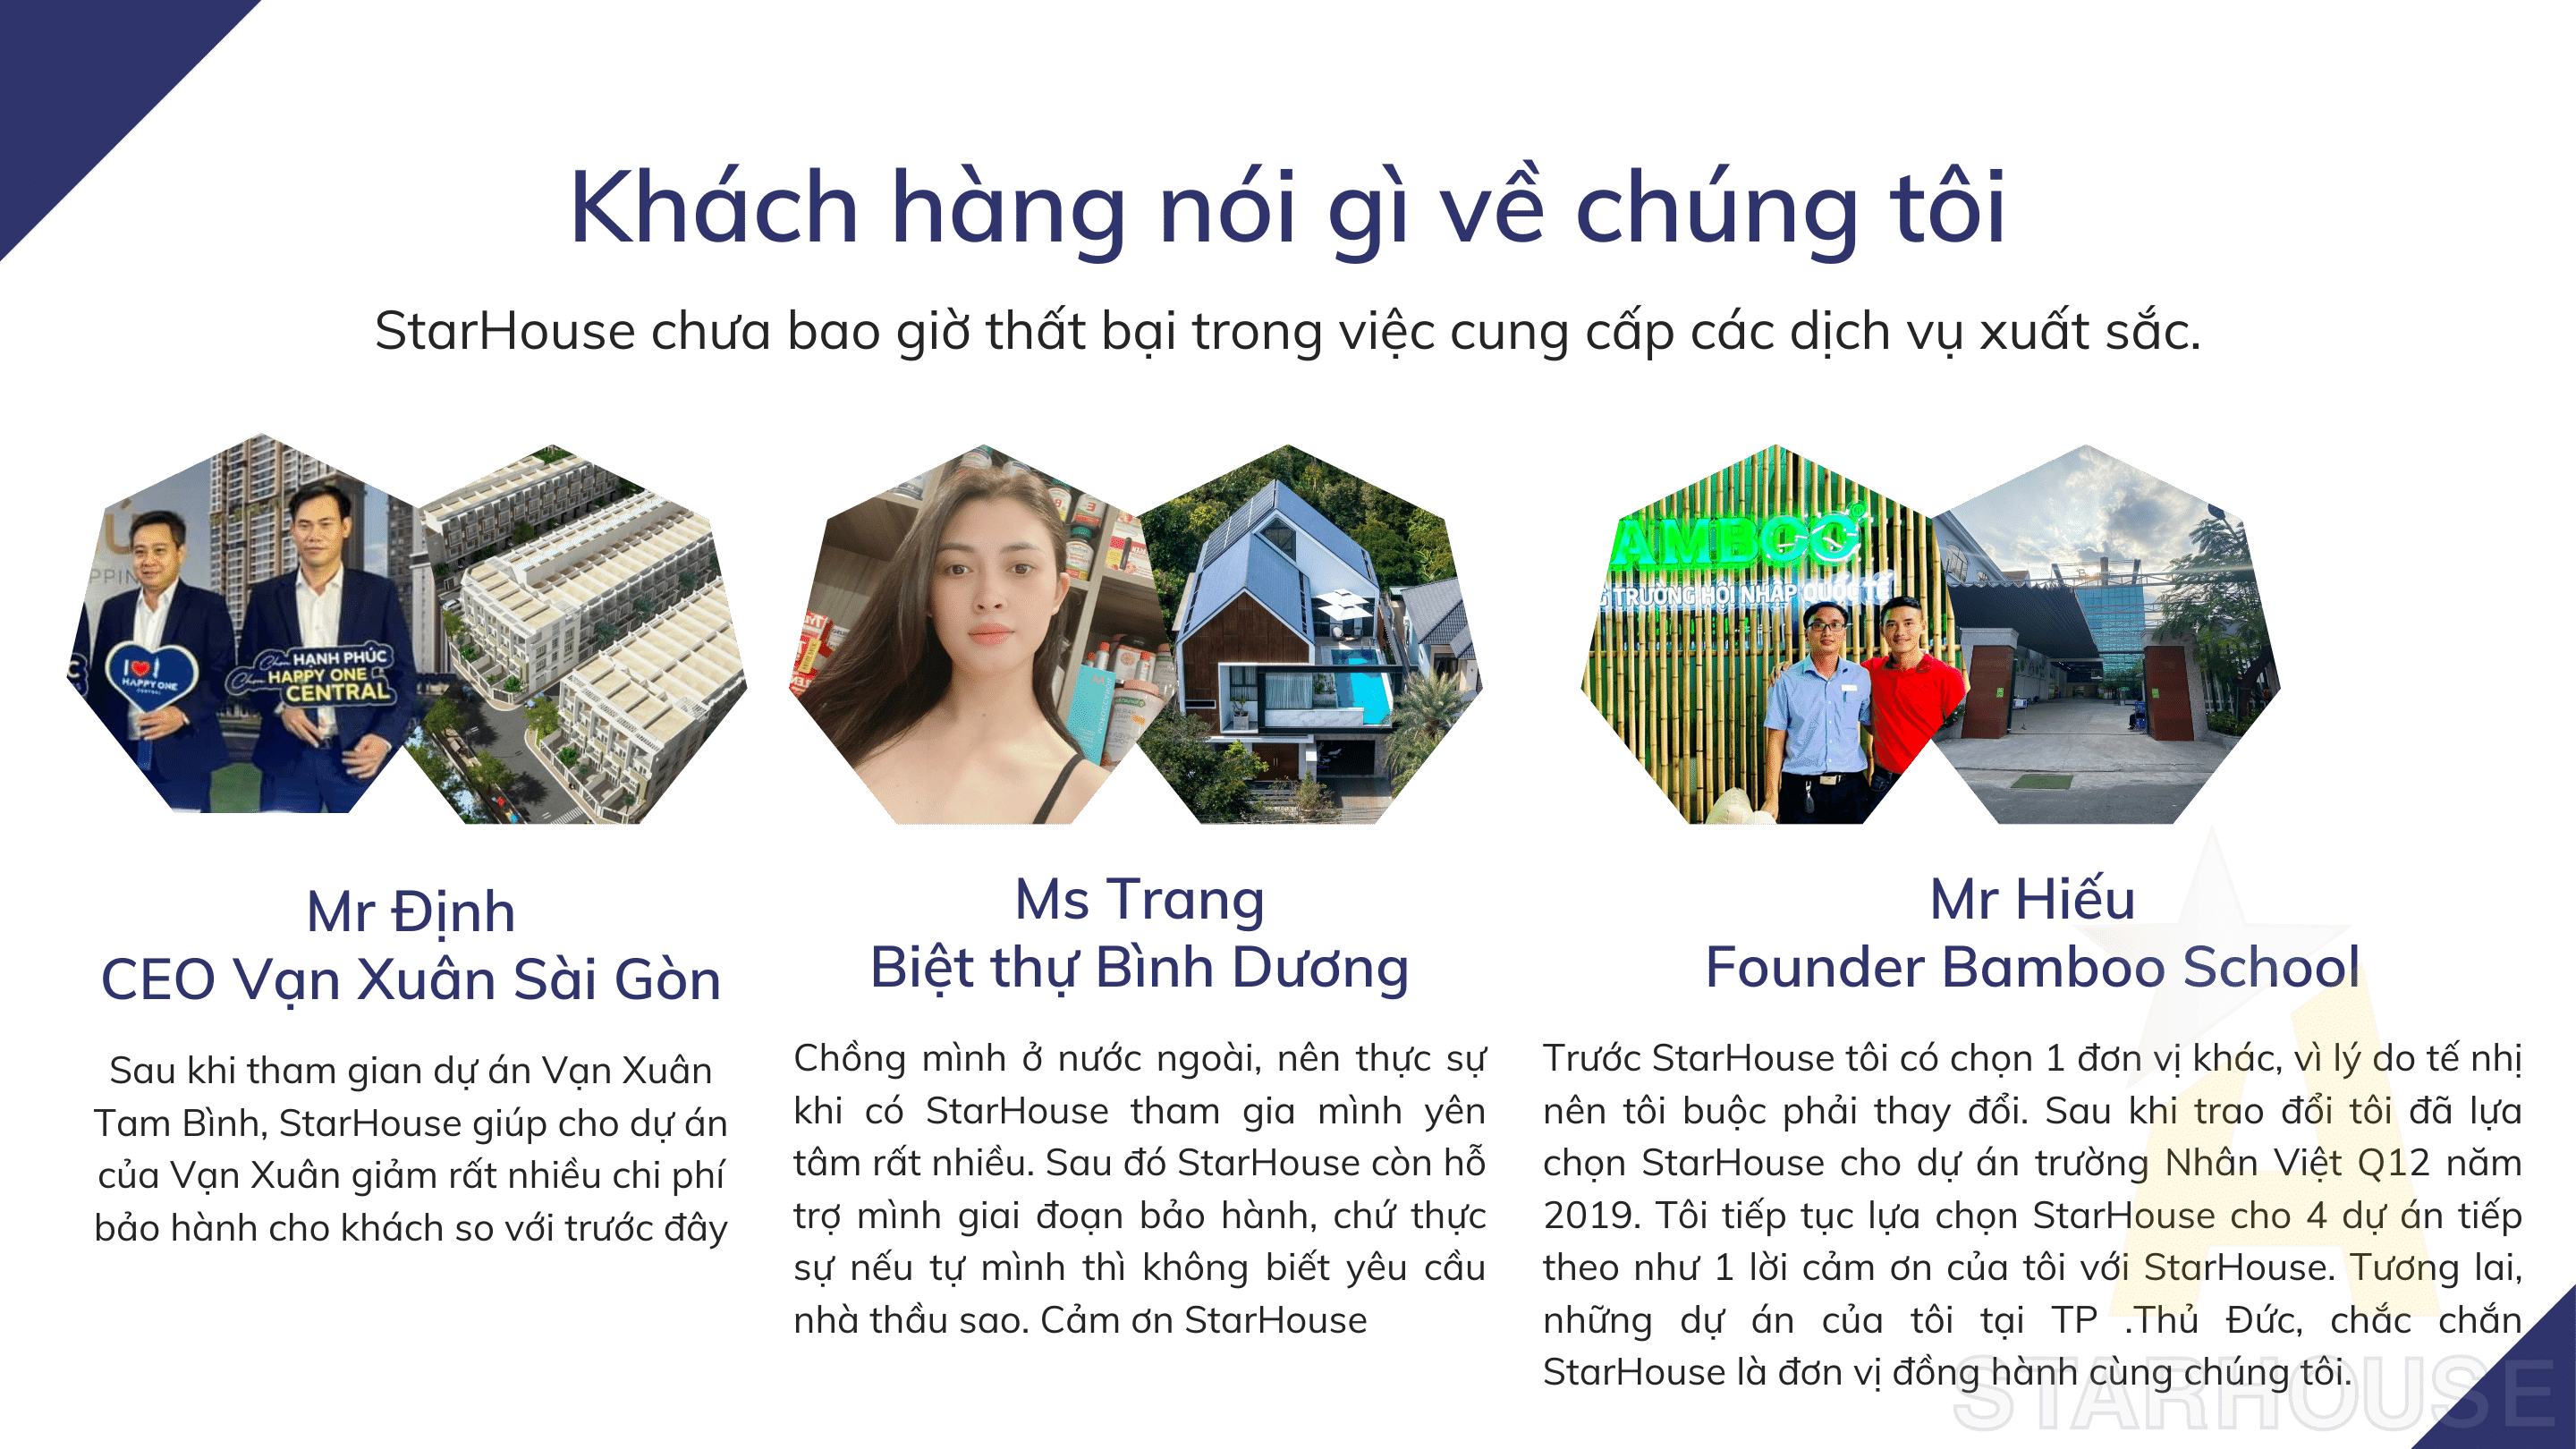 Khách hàng nói gì về chúng tôi
StarHouse chưa bao giờ thất bại trong việc cung cấp các dịch vụ xuất sắc.
PPIN
I
HAPPY ONE
CENTRAL
Chọn HẠNH PHÚC
Chọn HAPPY ONE
CENTRAL
AMBOO
G TRƯỜNG HỘI NHẬP QUỐC TẾ
Mr Định
CEO Vạn Xuân Sài Gòn
Sau khi tham gian dự án Vạn Xuân
Tam Bình, StarHouse giúp cho dự án
của Vạn Xuân giảm rất nhiều chi phí
bảo hành cho khách so với trước đây
Ms Trang
Biệt thự Bình Dương
Chồng mình ở nước ngoài, nên thực sự
khi có StarHouse tham gia mình yên
tâm rất nhiều. Sau đó StarHouse còn hỗ
trợ mình giai đoạn bảo hành, chứ thực
sự nếu tự mình thì không biết yêu cầu
nhà thầu sao. Cảm ơn StarHouse
Mr Hiếu
Founder Bamboo School
Trước StarHouse tôi có chọn 1 đơn vị khác, vì lý do tế nhị
nên tôi buộc phải thay đổi. Sau khi trao đổi tôi đã lựa
chọn StarHouse cho dự án trường Nhân Việt Q12 năm
2019. Tôi tiếp tục lựa chọn StarHouse cho 4 dự án tiếp
theo như 1 lời cảm ơn của tôi với StarHouse. Tương lai,
những dự án của tôi tại TP .Thủ Đức, chắc chắn
StarHouse là đơn vị đồng hành cùng chúng tôi.
STARHOUSE